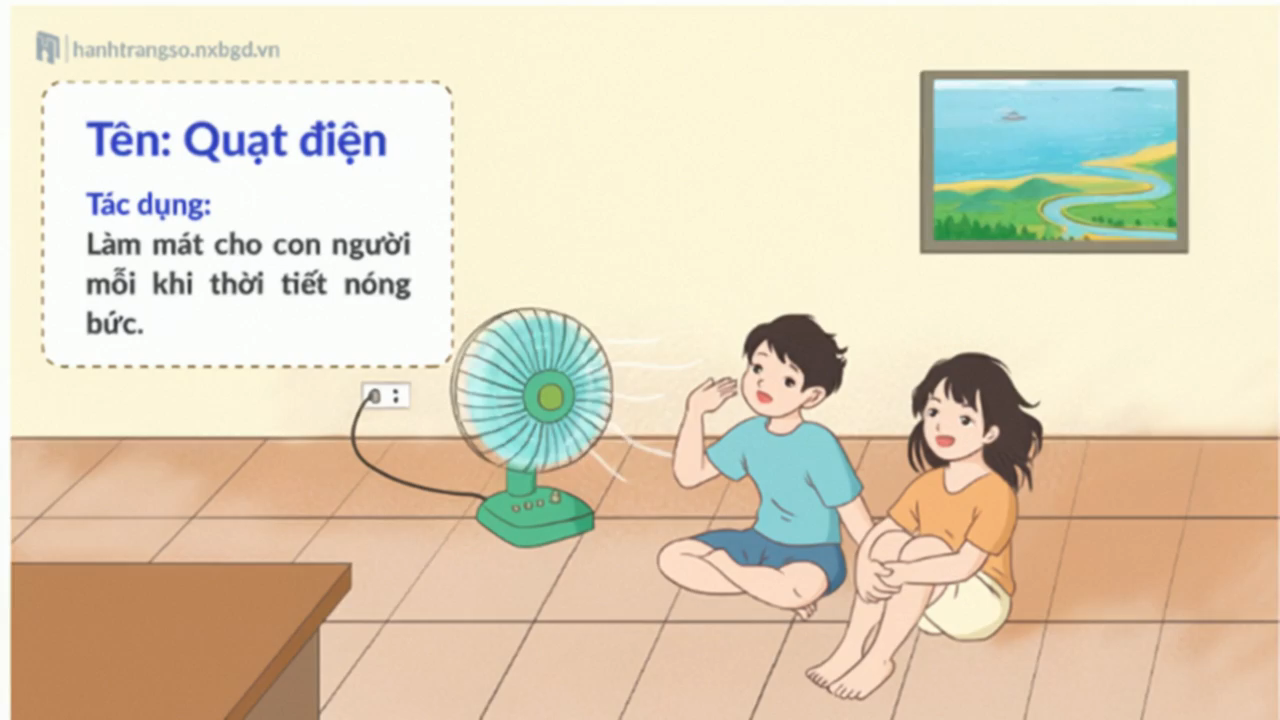 hanhtrangso.nxbgd.vn
Tên: Quạt điện
Tác dụng:
Làm mát cho con người
mỗi khi thời tiết nóng
bức.